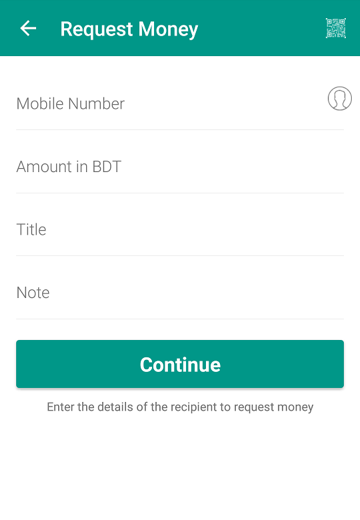 Request Money
Mobile Number
Amount in BDT
Title
Note
Continue
Enter the details of the recipient to request money